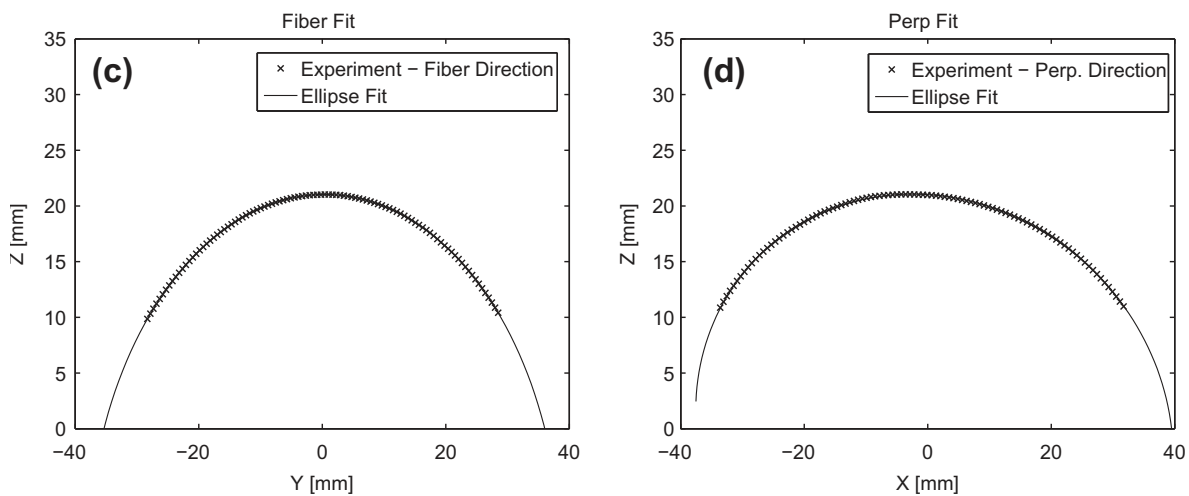 Fiber Fit
(c)
× Experiment − Fiber Direction
Ellipse Fit
35
30
25
20
15
10
5
0
Z [mm]
−40
−20
0
20
40
Y [mm]
Perp Fit
(d)
× Experiment − Perp. Direction
Ellipse Fit
35
30
25
20
15
10
5
0
Z [mm]
−40
−20
0
20
40
X [mm]